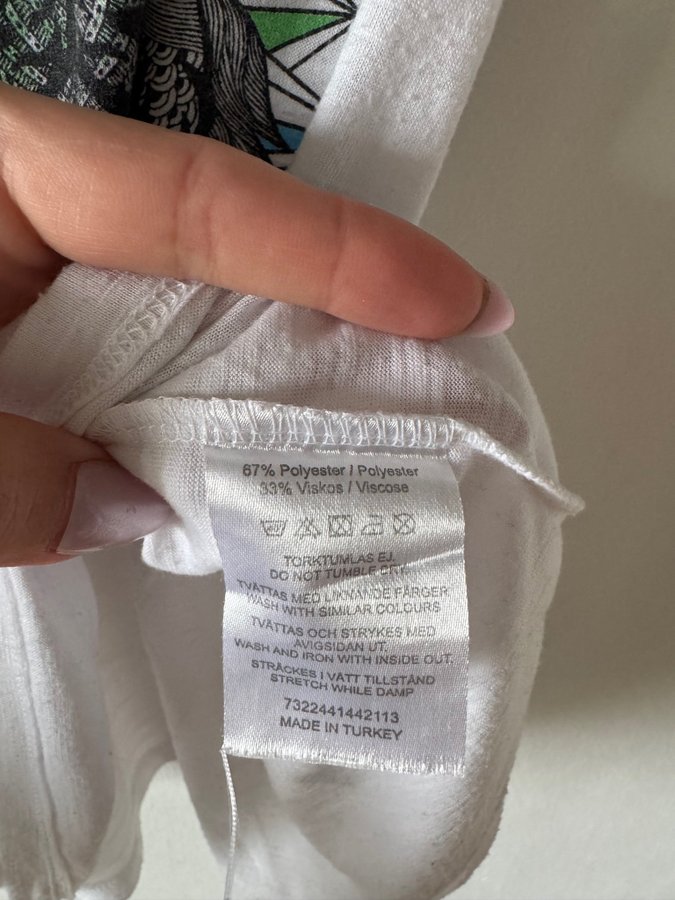 67% Polyester / Polyester
33% Viskos / Viscose
TORKTUMLAS EJ.
DO NOT TUMBLE DRY.
TVÄTTAS MED LIKNANDE FÄRGER
WASH WITH SIMILAR COLOURS
TVÄTTAS OCH STRYKES MED
AVIGSIDAN UT.
WASH AND IRON WITH INSIDE OUT.
STRÄCKES I VÅTT TILLSTÅND
STRETCH WHILE DAMP
7322441442113
MADE IN TURKEY